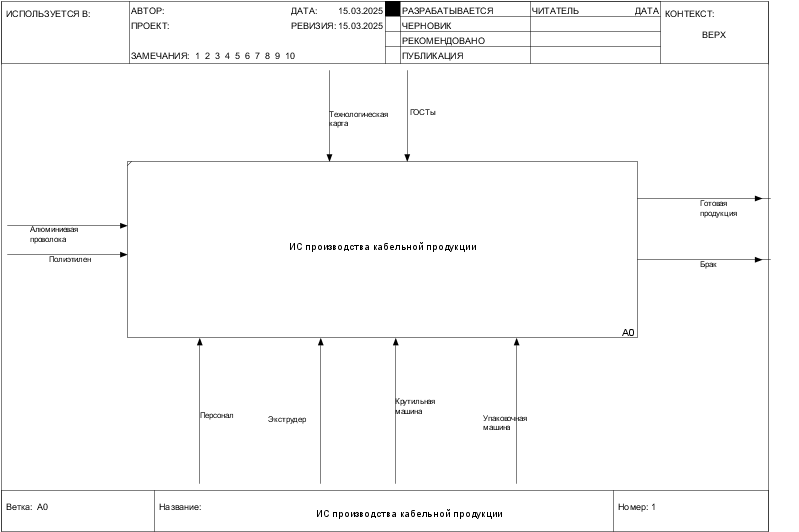 ИСПОЛЬЗУЕТСЯ В:
АВТОР:
ДАТА: 15.03.2025
ПРОЕКТ:
РЕВИЗИЯ: 15.03.2025
ЗАМЕЧАНИЯ: 1 2 3 4 5 6 7 8 9 10
РАЗРАБАТЫВАЕТСЯ
ЧЕРНОВИК
РЕКОМЕНДОВАНО
ПУБЛИКАЦИЯ
ЧИТАТЕЛЬ
ДАТА
КОНТЕКСТ:
ВЕРХ
Технологическая
карта
ГОСТы
Алюминиевая
проволока
Полиэтилен
ИС производства кабельной продукции
A0
Готовая
продукция
Брак
Персонал
Экструдер
Крутильная
машина
Упаковочная
машина
Ветка: A0
Название:
ИС производства кабельной продукции
Номер: 1